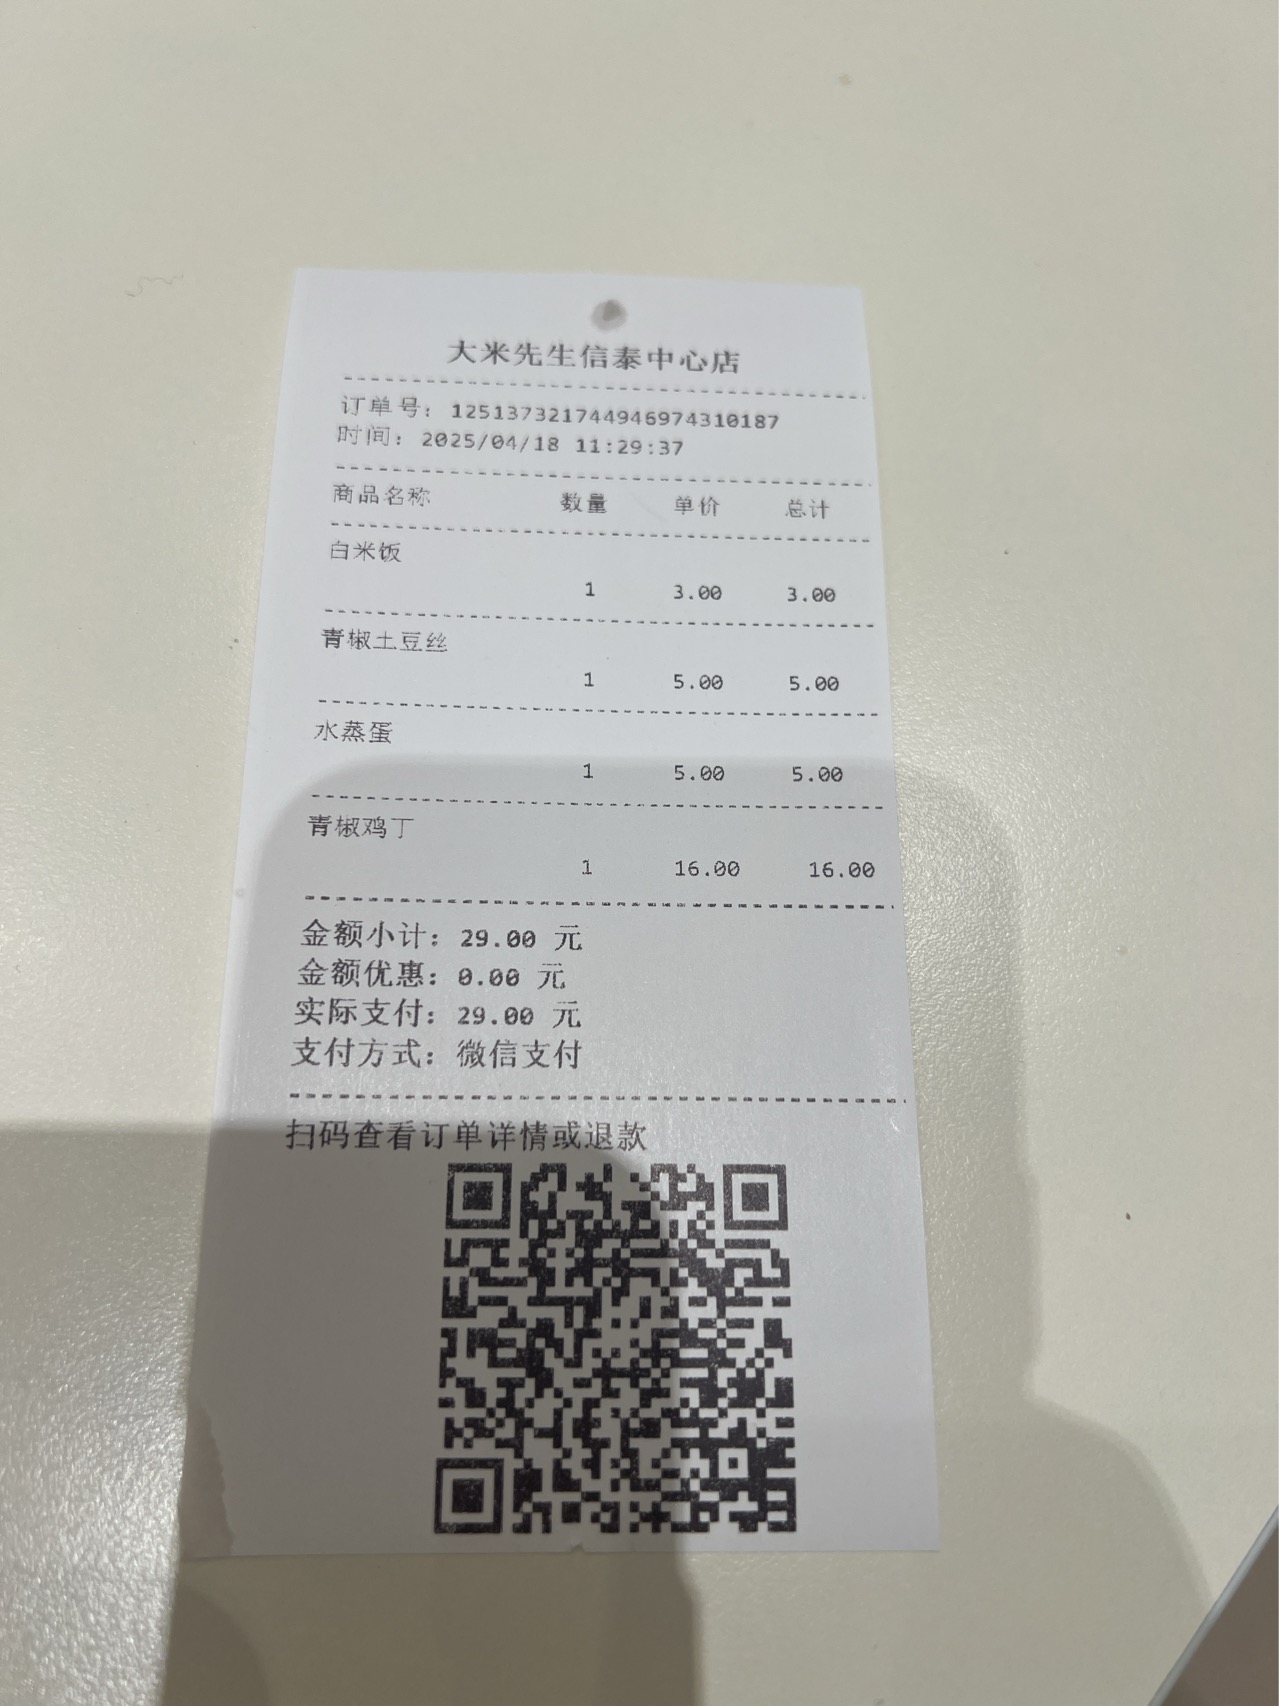 大米先生信泰中心店
订单号：1251373217449469743​10187
时间：2025/04/18 11:29:37
商品名称 数量 单价 总计
白米饭
1 3.00 3.00
青椒土豆丝
1 5.00 5.00
水蒸蛋
1 5.00 5.00
青椒鸡丁
1 16.00 16.00
金额小计：29.00 元
金额优惠：0.00 元
实际支付：29.00 元
支付方式：微信支付
扫码查看订单详情或退款